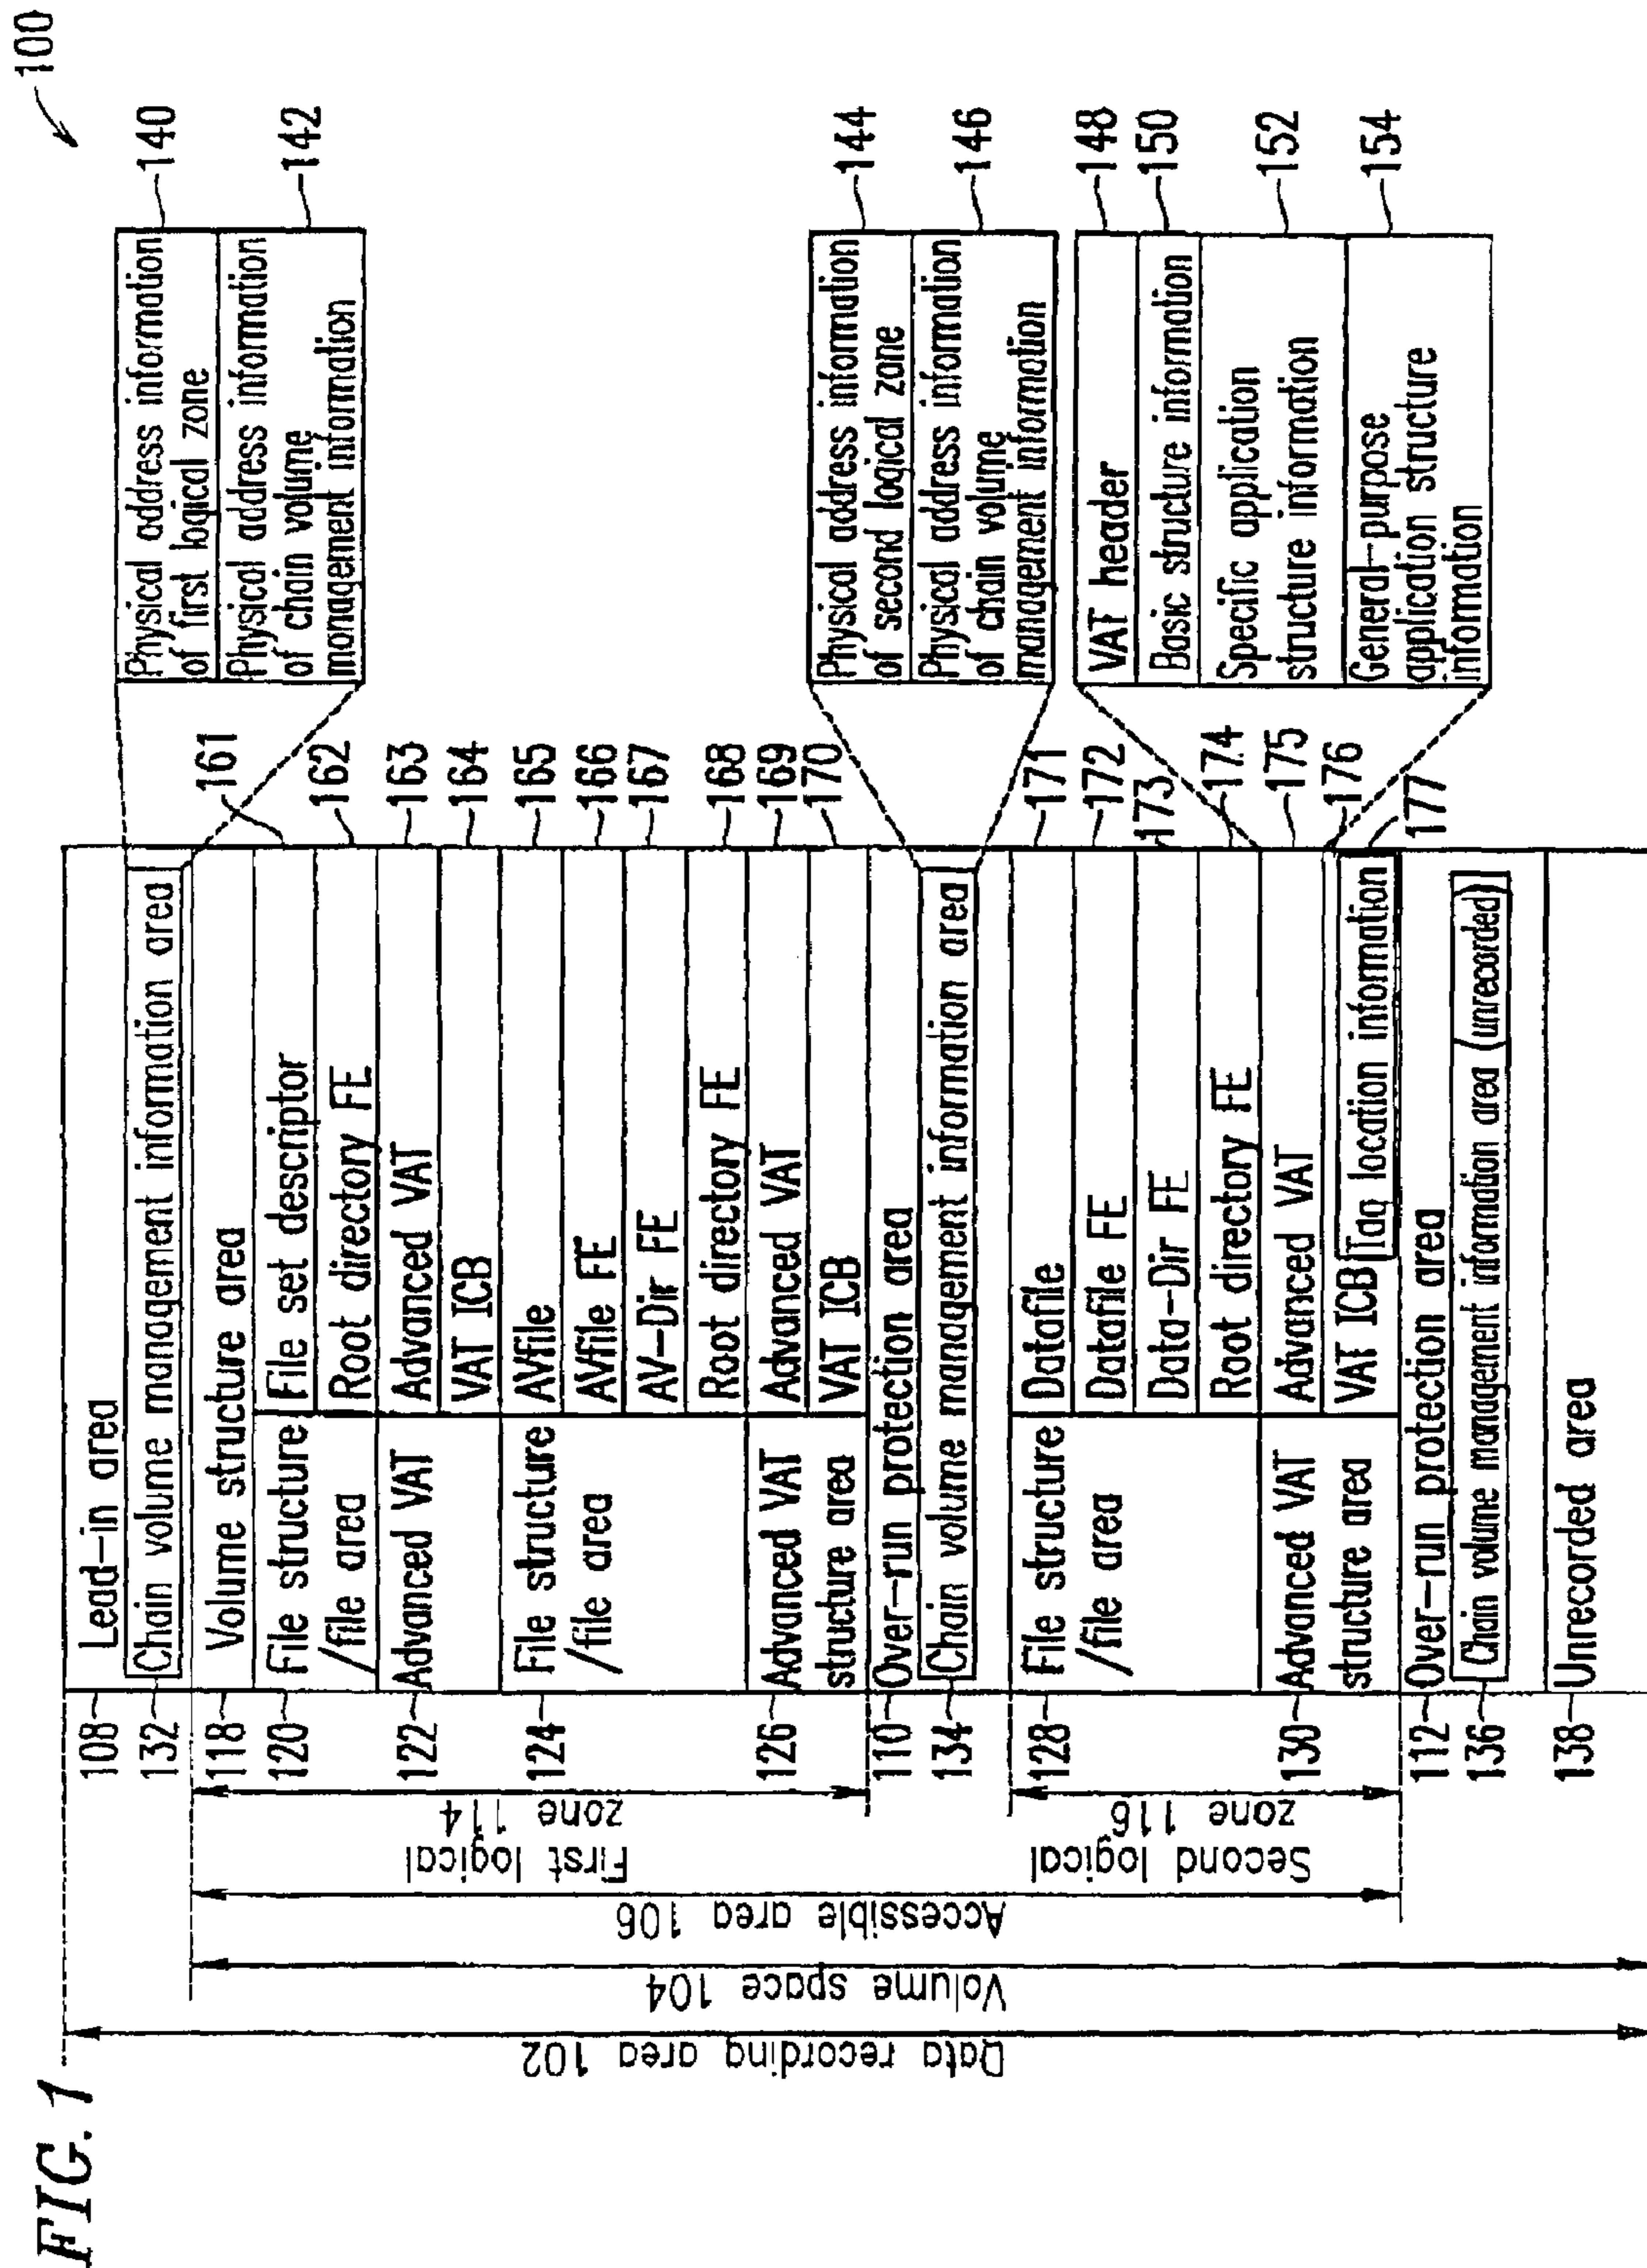 FIG. 1
100
Data recording area 102
Volume space 104
Accessible area 106
First logical
zone 114
Second logical
zone 116
108
Lead-in area
132
Chain volume management information area
118
Volume structure area
120
File structure
/file area
File set descriptor
161
Root directory FE
162
122
Advanced VAT
Advanced VAT
163
VAT ICB
164
124
File structure
/file area
AVfile
165
AVfile FE
166
AV-Dir FE
167
Root directory FE
168
126
Advanced VAT
structure area
Advanced VAT
169
VAT ICB
170
110
Over-run protection area
134
Chain volume management information area
128
File structure
/file area
Datafile
171
Datafile FE
172
Data-Dir FE
173
Root directory FE
174
130
Advanced VAT
structure area
Advanced VAT
175
VAT ICB
176
Tag location information
177
112
Over-run protection area
136
Chain volume management information area (unrecorded)
138
Unrecorded area
Physical address information
of first logical zone
140
Physical address information
of chain volume
management information
142
Physical address information
of second logical zone
144
Physical address information
of chain volume
management information
146
VAT header
148
Basic structure information
150
Specific application
structure information
152
General-purpose
application structure
information
154